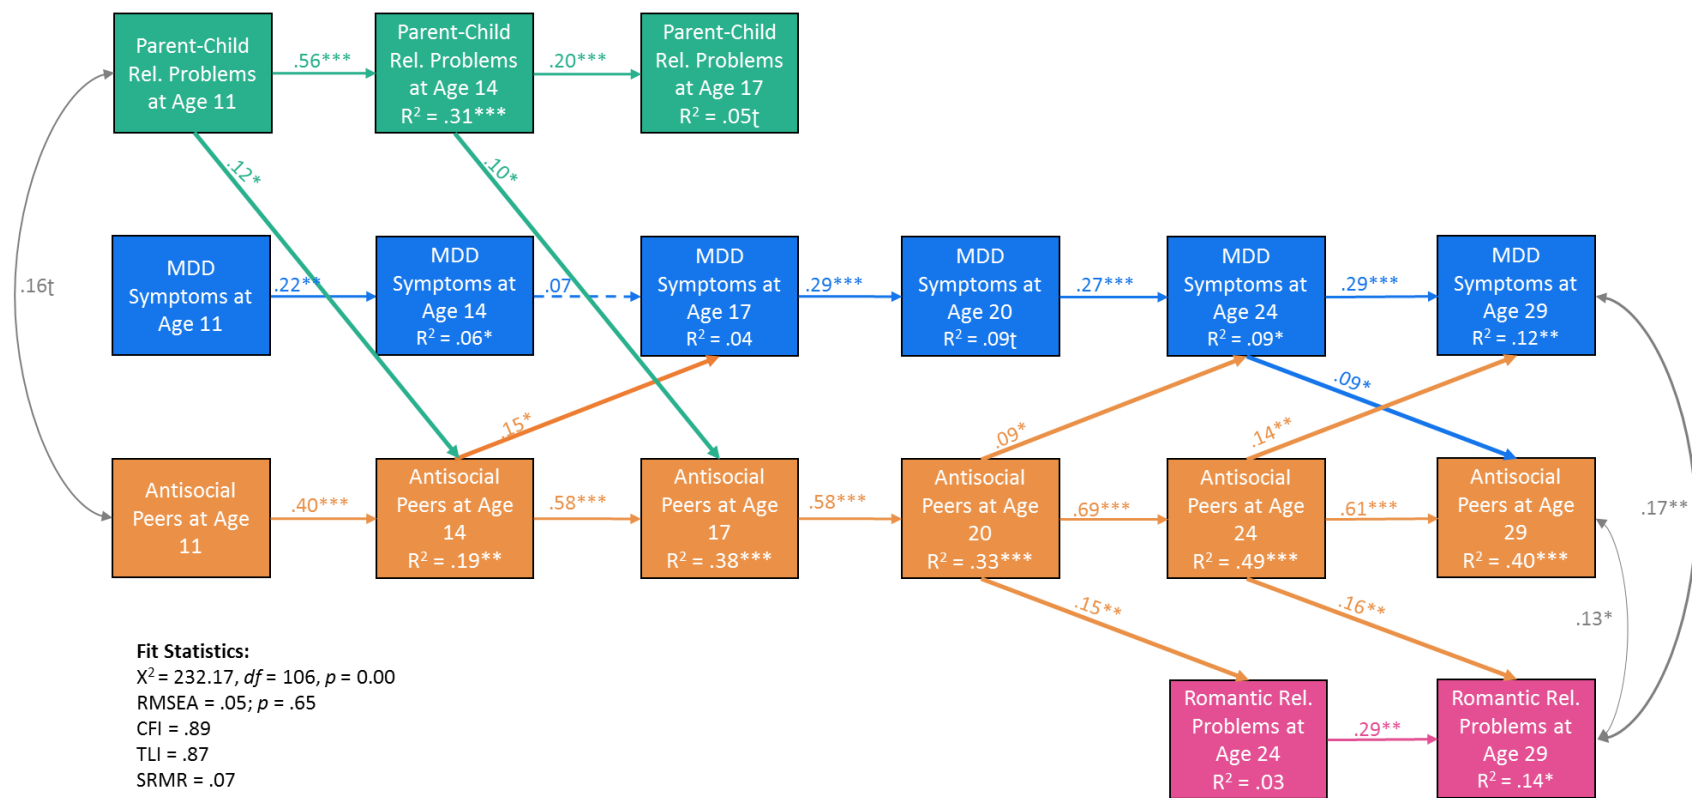 Parent-Child
Rel. Problems
at Age 11
.56***
Parent-Child
Rel. Problems
at Age 14
R² = .31***
.20***
Parent-Child
Rel. Problems
at Age 17
R² = .05ƭ
.12*
.10*
.16ƭ
MDD
Symptoms at
Age 11
.22**
MDD
Symptoms at
Age 14
R² = .06*
.07
MDD
Symptoms at
Age 17
R² = .04
.29***
MDD
Symptoms at
Age 20
R² = .09ƭ
.27***
MDD
Symptoms at
Age 24
R² = .09*
.29***
MDD
Symptoms at
Age 29
R² = .12**
.15*
.09*
.14**
.09*
.17**
Antisocial
Peers at Age
11
.40***
Antisocial
Peers at Age
14
R² = .19**
.58***
Antisocial
Peers at Age
17
R² = .38***
.58***
Antisocial
Peers at Age
20
R² = .33***
.69***
Antisocial
Peers at Age
24
R² = .49***
.61***
Antisocial
Peers at Age
29
R² = .40***
.15**
.16**
.13*
Romantic Rel.
Problems at
Age 24
R² = .03
.29**
Romantic Rel.
Problems at
Age 29
R² = .14*
Fit Statistics:
X² = 232.17, df = 106, p = 0.00
RMSEA = .05; p = .65
CFI = .89
TLI = .87
SRMR = .07